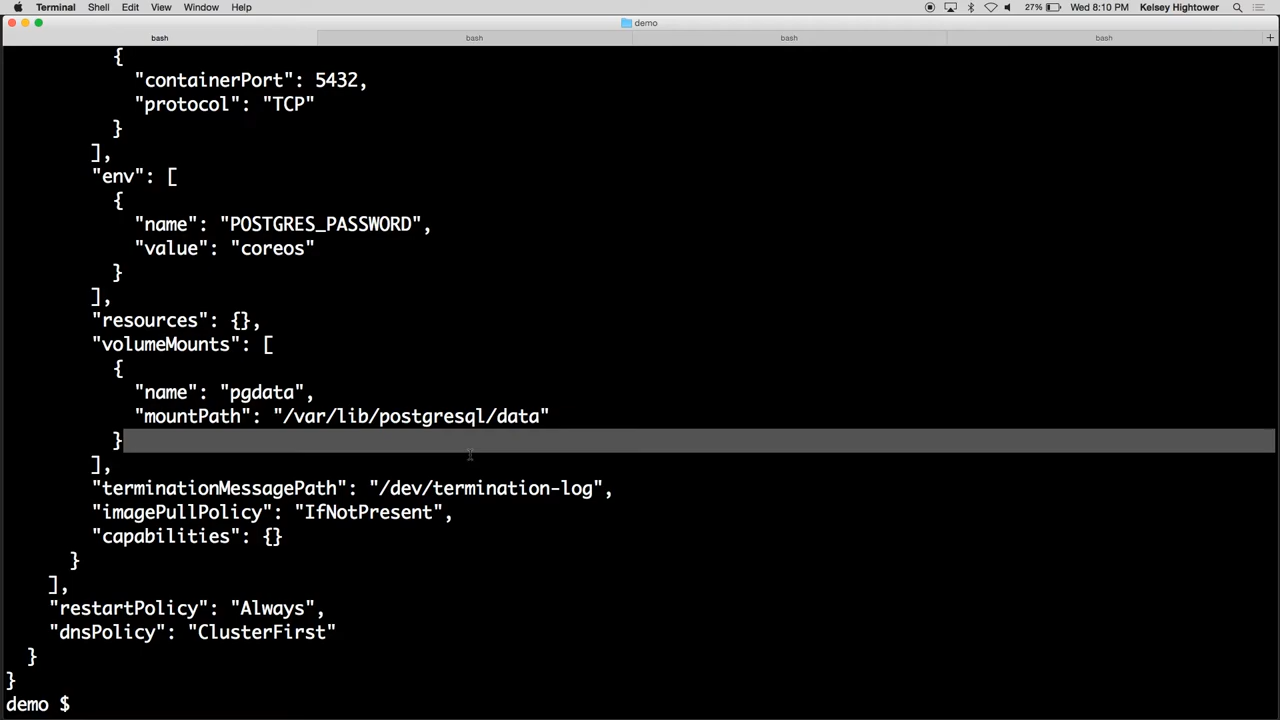 Terminal Shell Edit View Window Help 27% Wed 8:10 PM Kelsey Hightower
demo
bash bash bash bash +
{
"containerPort": 5432,
"protocol": "TCP"
}
],
"env": [
{
"name": "POSTGRES_PASSWORD",
"value": "coreos"
}
],
"resources": {},
"volumeMounts": [
{
"name": "pgdata",
"mountPath": "/var/lib/postgresql/data"
}
],
"terminationMessagePath": "/dev/termination-log",
"imagePullPolicy": "IfNotPresent",
"capabilities": {}
}
],
"restartPolicy": "Always",
"dnsPolicy": "ClusterFirst"
}
}
demo $